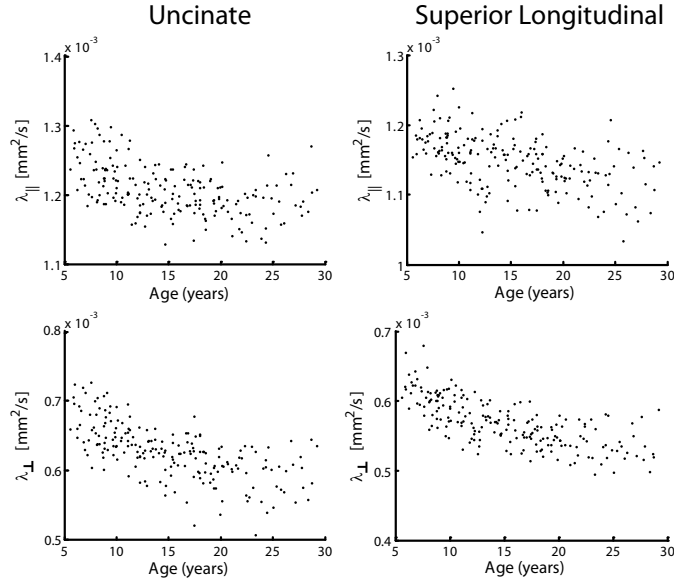 Uncinate
Superior Longitudinal
x 10⁻³
1.4
1.3
1.2
1.1
λ|| [mm²/s]
5 10 15 20 25 30
Age (years)
x 10⁻³
1.3
1.2
1.1
1
λ|| [mm²/s]
5 10 15 20 25 30
Age (years)
x 10⁻³
0.8
0.7
0.6
0.5
λ⊥ [mm²/s]
5 10 15 20 25 30
Age (years)
x 10⁻³
0.7
0.6
0.5
0.4
λ⊥ [mm²/s]
5 10 15 20 25 30
Age (years)